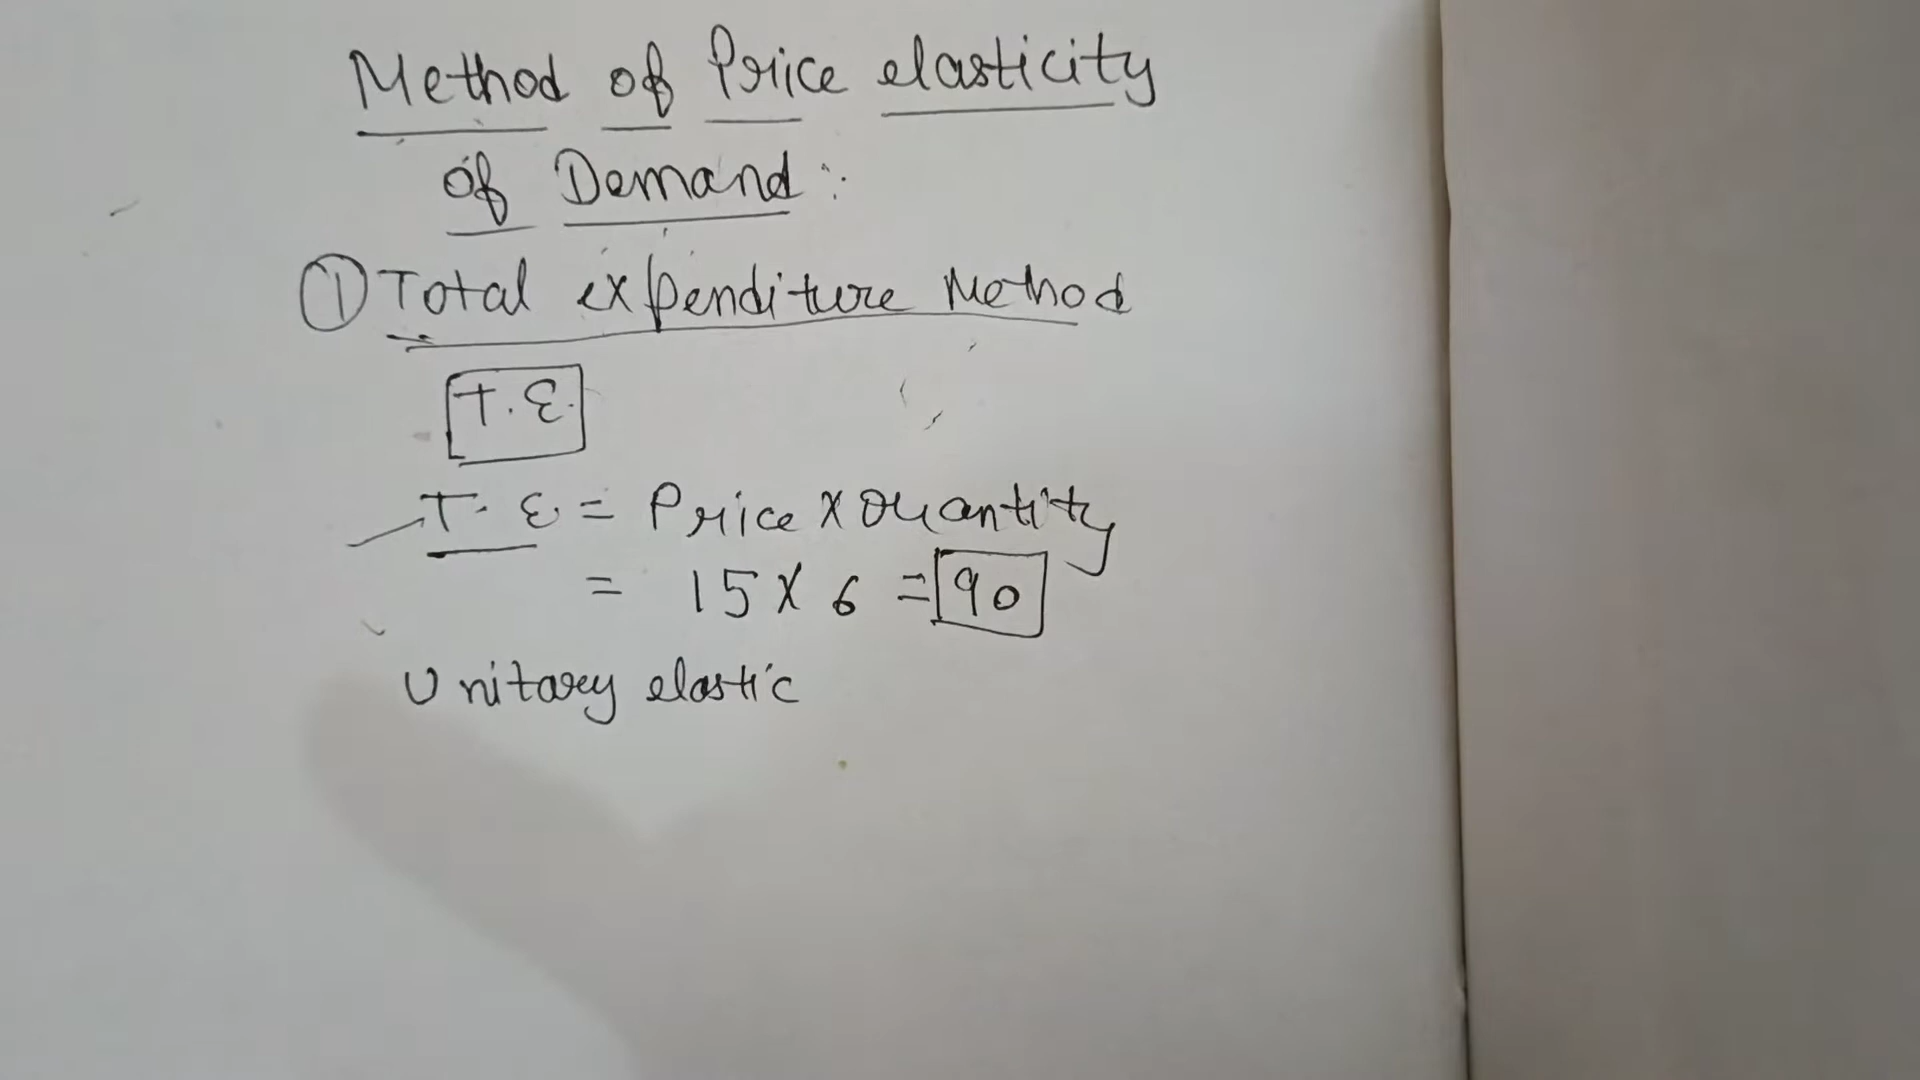 Method of Price elasticity
of Demand :
① Total expenditure Method
T.E.
T. E. = Price X Quantity
= 15 X 6 = 90
Unitary elastic